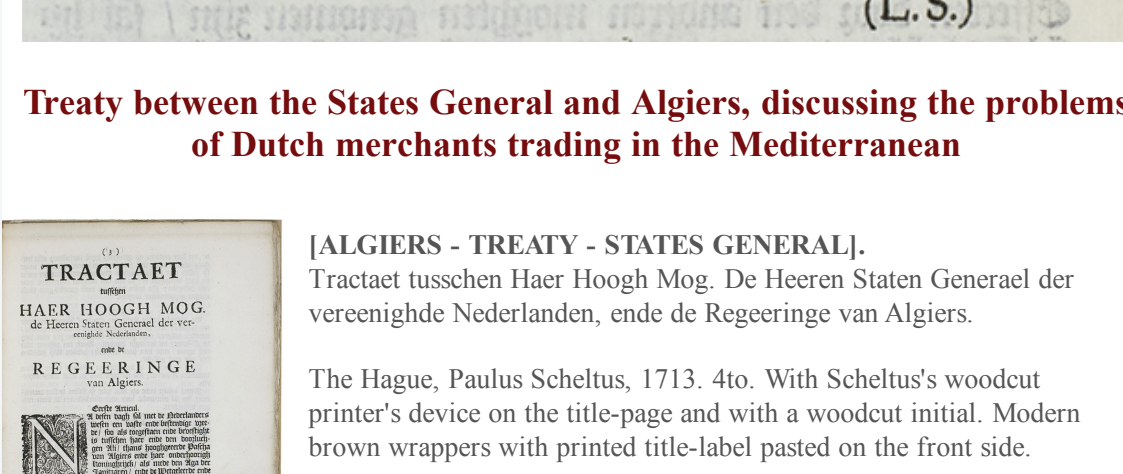 (L.S.)
Treaty between the States General and Algiers, discussing the problems
of Dutch merchants trading in the Mediterranean
[ALGIERS - TREATY - STATES GENERAL].
Tractaet tusschen Haer Hoogh Mog. De Heeren Staten Generael der
vereenighde Nederlanden, ende de Regeeringe van Algiers.
The Hague, Paulus Scheltus, 1713. 4to. With Scheltus's woodcut
printer's device on the title-page and with a woodcut initial. Modern
brown wrappers with printed title-label pasted on the front side.
( 3 )
TRACTAET
tusschen
HAER HOOGH MOG.
de Heeren Staten Generael der ver-
eenighde Nederlanden,
ende de
REGEERINGE
van Algiers.
Eerste Articul.